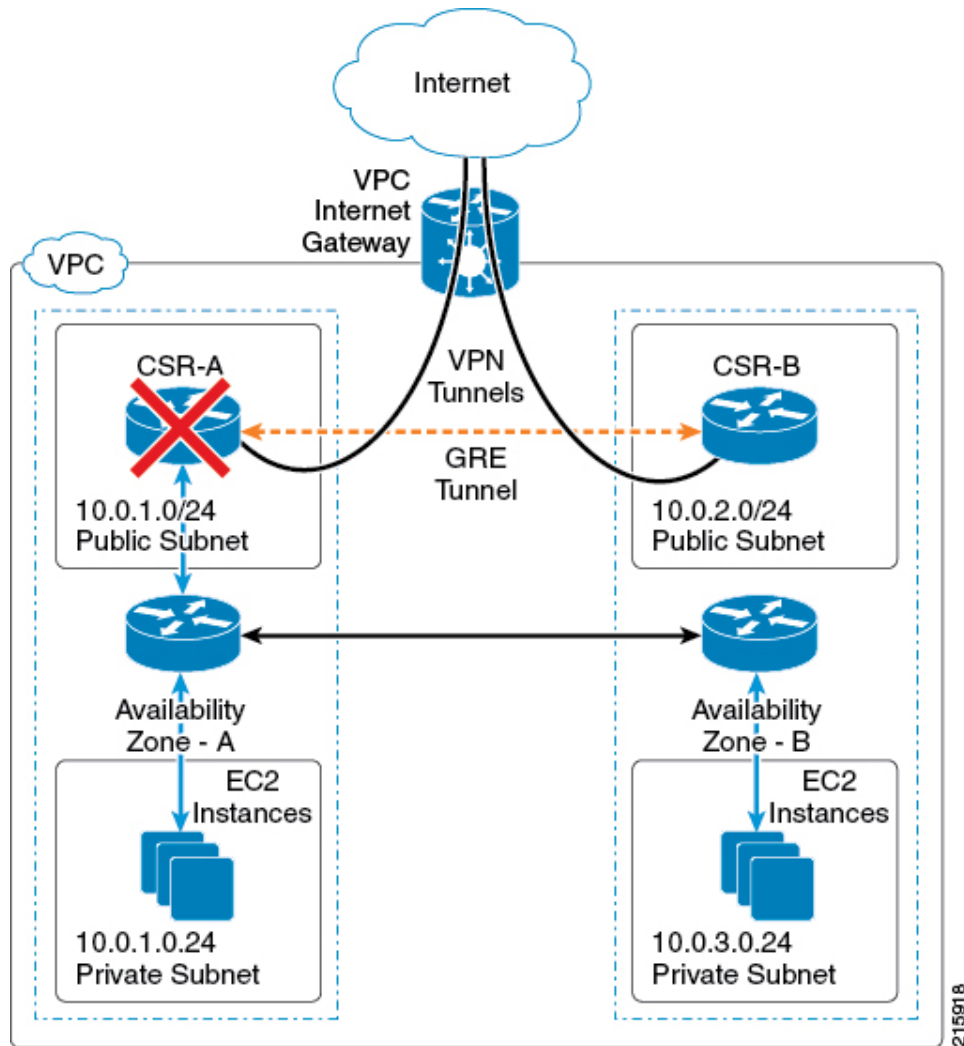 Internet
VPC
Internet
Gateway
VPC
CSR-A
VPN
Tunnels
CSR-B
GRE
Tunnel
10.0.1.0/24
Public Subnet
10.0.2.0/24
Public Subnet
Availability
Zone - A
Availability
Zone - B
EC2
Instances
EC2
Instances
10.0.1.0.24
Private Subnet
10.0.3.0.24
Private Subnet
215918